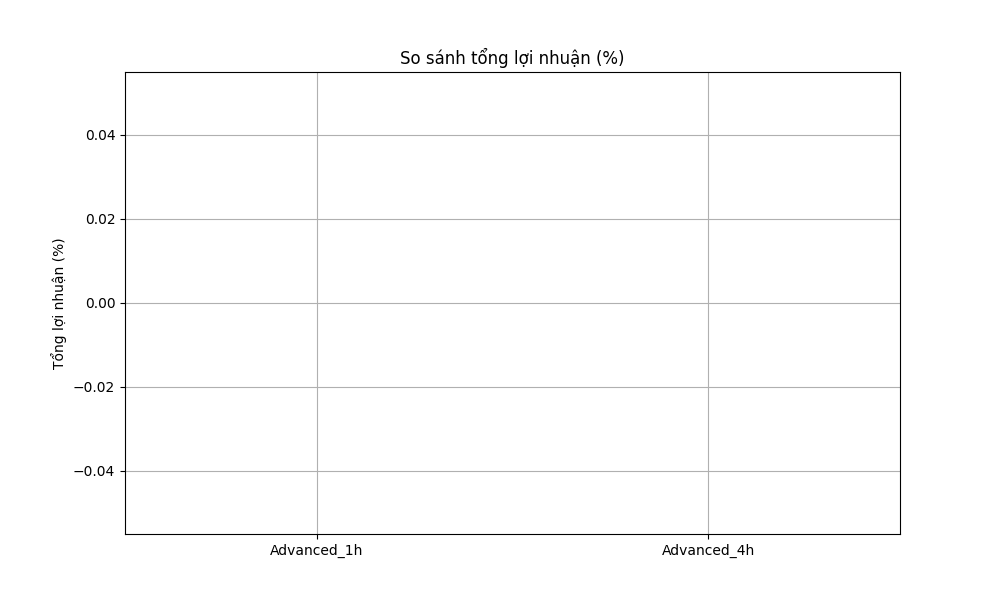 So sánh tổng lợi nhuận (%)
Tổng lợi nhuận (%)
0.04
0.02
0.00
−0.02
−0.04
Advanced_1h
Advanced_4h